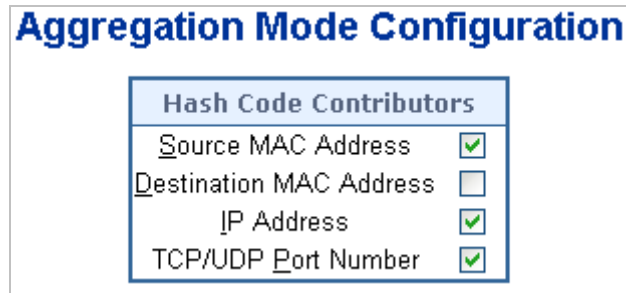 Aggregation Mode Configuration
Hash Code Contributors
Source MAC Address
Destination MAC Address
IP Address
TCP/UDP Port Number